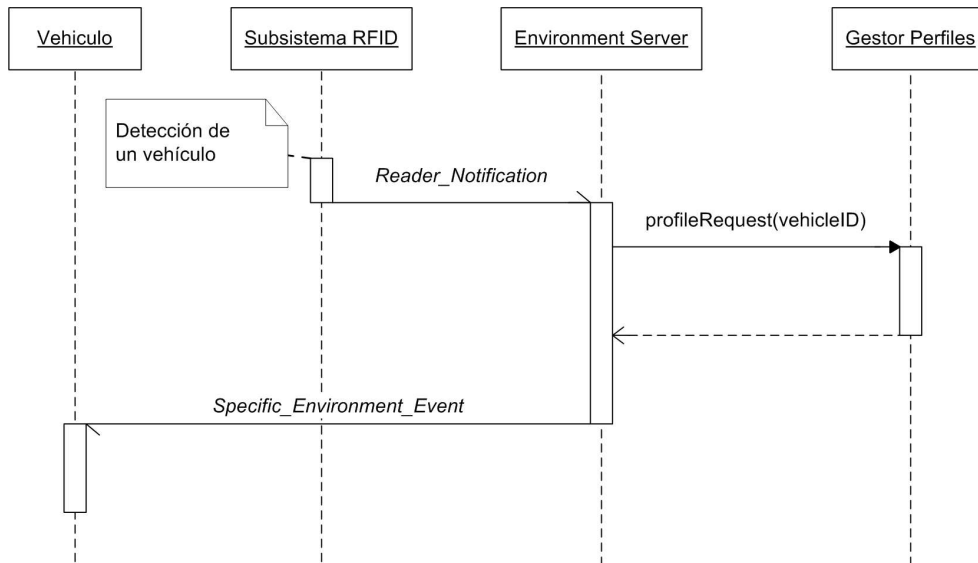 Vehiculo
Subsistema RFID
Environment Server
Gestor Perfiles
Detección de
un vehículo
Reader_Notification
profileRequest(vehicleID)
Specific_Environment_Event